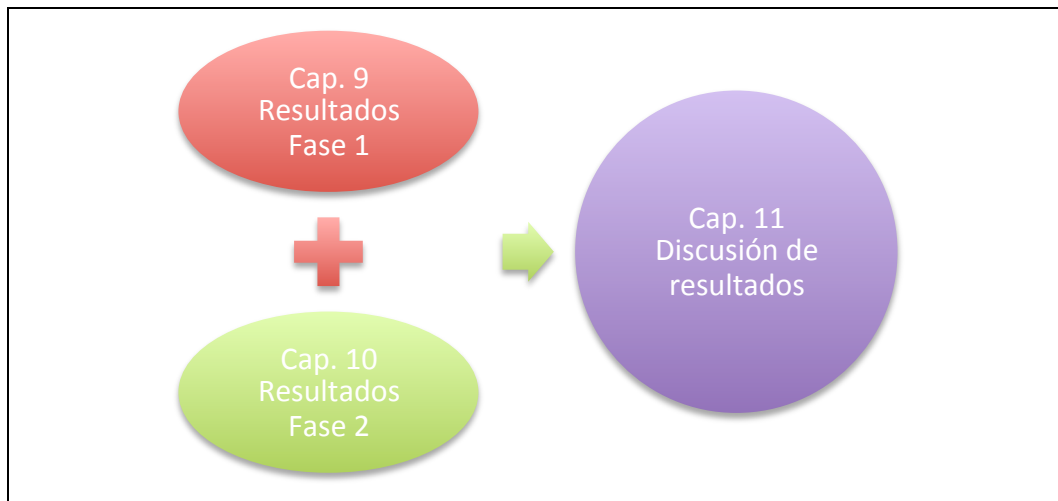 Cap. 9
Resultados
Fase 1
Cap. 10
Resultados
Fase 2
Cap. 11
Discusión de
resultados